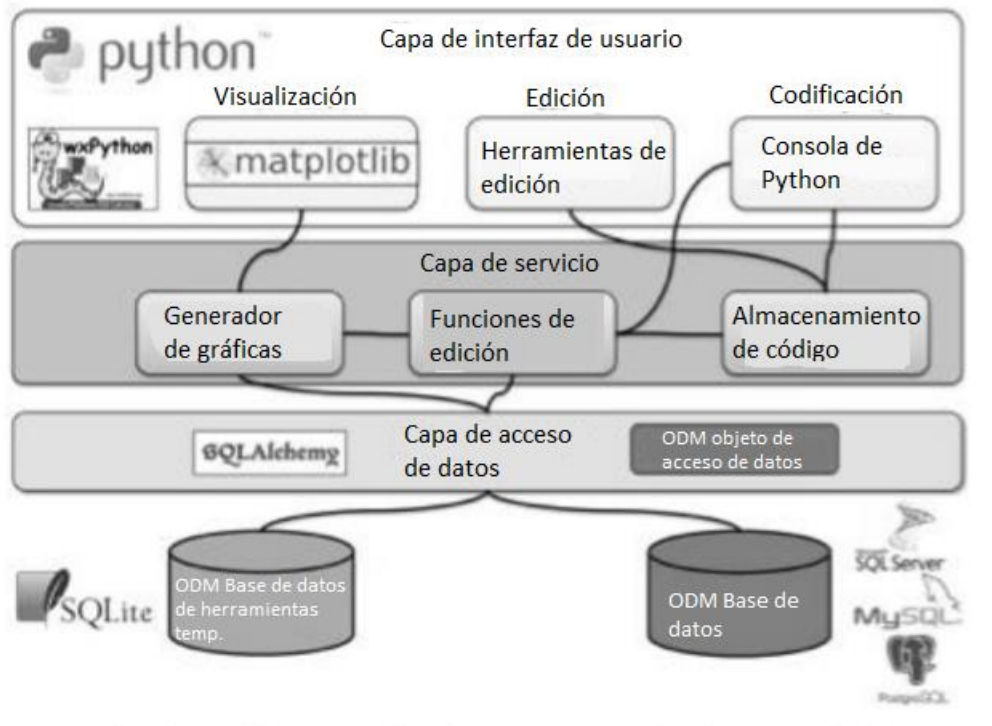 python™
Capa de interfaz de usuario
Visualización
Edición
Codificación
wxPython
matplotlib
Herramientas de
edición
Consola de
Python
Capa de servicio
Generador
de gráficas
Funciones de
edición
Almacenamiento
de código
SQLAlchemy
Capa de acceso
de datos
ODM objeto de
acceso de datos
SQLite
ODM Base de datos
de herramientas
temp.
ODM Base de
datos
SQL Server
MySQL
PostgreSQL